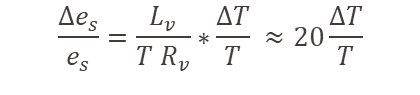 Δe_s / e_s = L_v / (T R_v) * ΔT / T ≈ 20 ΔT / T